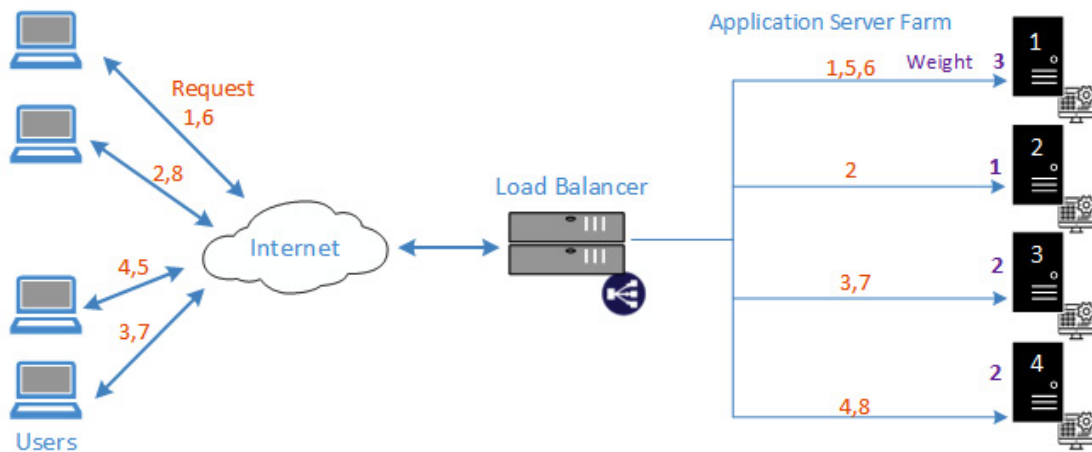 Application Server Farm
1
1,5,6
Weight
3
Request
1,6
2
1
2
2,8
Load Balancer
Internet
3
2
3,7
4,5
3,7
4
2
4,8
Users